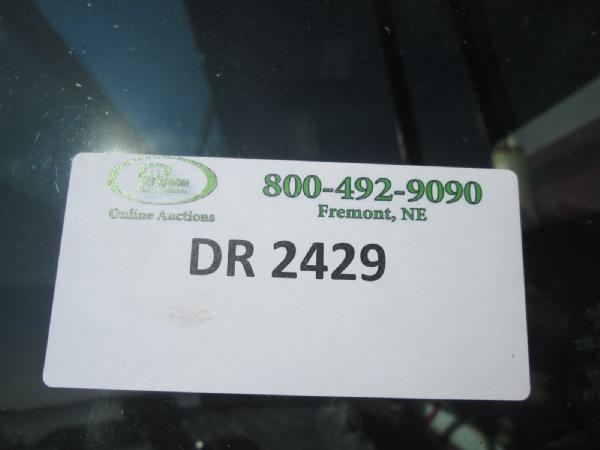 800-492-9090
Online Auctions
Fremont, NE
DR 2429